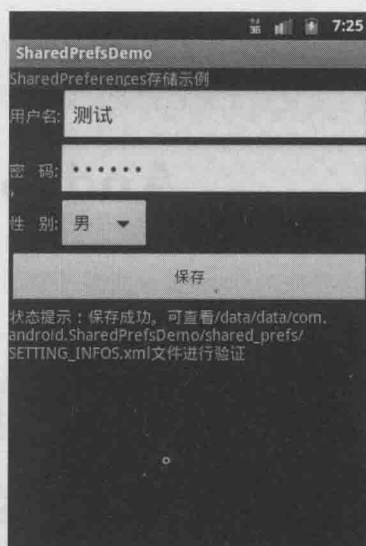 3G 7:25
SharedPrefsDemo
SharedPreferences存储示例
用户名: 测试
密 码: ••••••
性 别: 男
保存
状态提示：保存成功。可查看/data/data/com.
android.SharedPrefsDemo/shared_prefs/
SETTING_INFOS.xml文件进行验证